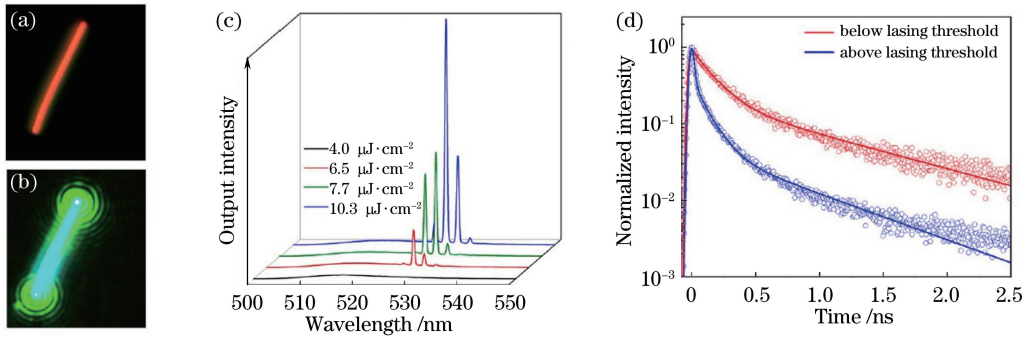 (a)
(b)
(c)
Output intensity
4.0 μJ·cm⁻²
6.5 μJ·cm⁻²
7.7 μJ·cm⁻²
10.3 μJ·cm⁻²
500 510 520 530 540 550
Wavelength /nm
(d)
Normalized intensity
below lasing threshold
above lasing threshold
10⁰
10⁻¹
10⁻²
10⁻³
0 0.5 1.0 1.5 2.0 2.5
Time /ns